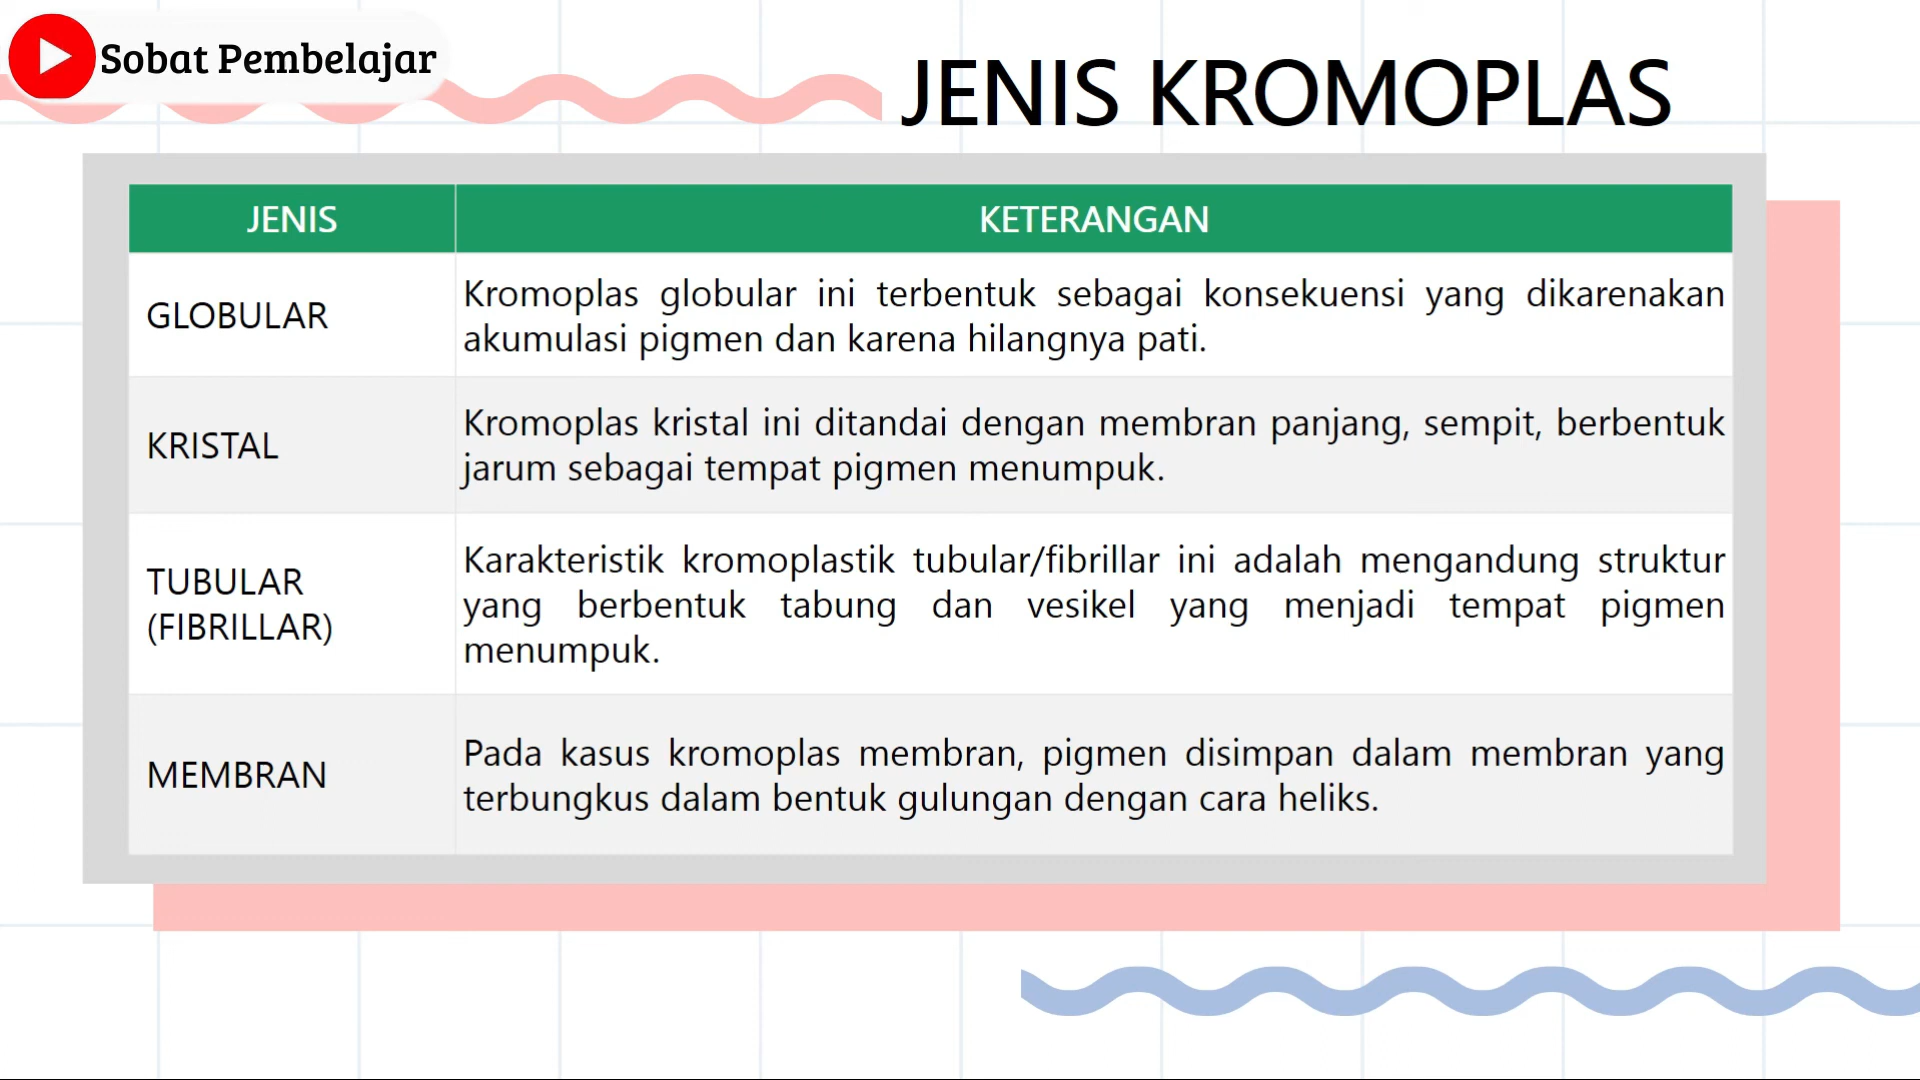 Sobat Pembelajar
JENIS KROMOPLAS
JENIS
KETERANGAN
GLOBULAR
Kromoplas globular ini terbentuk sebagai konsekuensi yang dikarenakan
akumulasi pigmen dan karena hilangnya pati.
KRISTAL
Kromoplas kristal ini ditandai dengan membran panjang, sempit, berbentuk
jarum sebagai tempat pigmen menumpuk.
TUBULAR
(FIBRILLAR)
Karakteristik kromoplastik tubular/fibrillar ini adalah mengandung struktur
yang berbentuk tabung dan vesikel yang menjadi tempat pigmen
menumpuk.
MEMBRAN
Pada kasus kromoplas membran, pigmen disimpan dalam membran yang
terbungkus dalam bentuk gulungan dengan cara heliks.